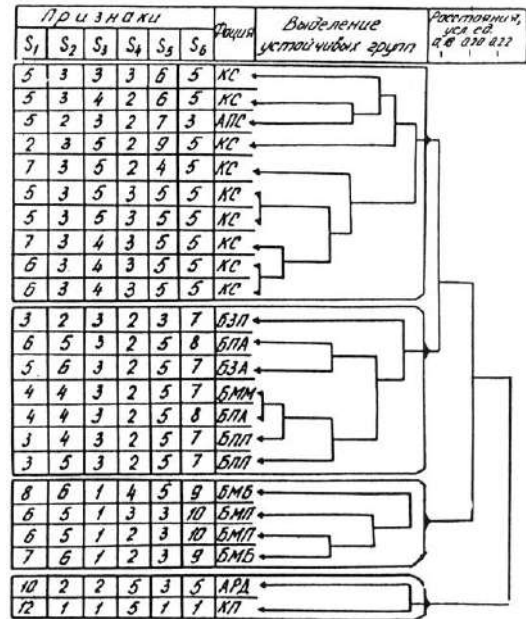 Признаки Фация Выделение устойчивых групп Расстояния, усл. ед.
S1 S2 S3 S4 S5 S6 0,18 0,20 0,22
5 3 3 3 6 5 КС
5 3 4 2 6 5 КС
5 2 3 2 7 3 АПС
2 3 5 2 9 5 КС
7 3 5 2 4 5 КС
5 3 5 3 5 5 КС
5 3 5 3 5 5 КС
7 3 4 3 5 5 КС
6 3 4 3 5 5 КС
6 3 4 3 5 5 КС
3 2 3 2 3 7 БЗП
6 5 3 2 5 8 БПА
5 6 3 2 5 7 БЗА
4 4 3 2 5 7 БММ
4 4 3 2 5 8 БПА
3 4 3 2 5 7 БПП
3 5 3 2 5 7 БПП
8 6 1 4 5 9 БМБ
6 5 1 3 3 10 БМП
6 5 1 2 3 10 БМП
7 6 1 2 3 9 БМБ
10 2 2 5 3 5 АРД
12 1 1 5 1 1 КП